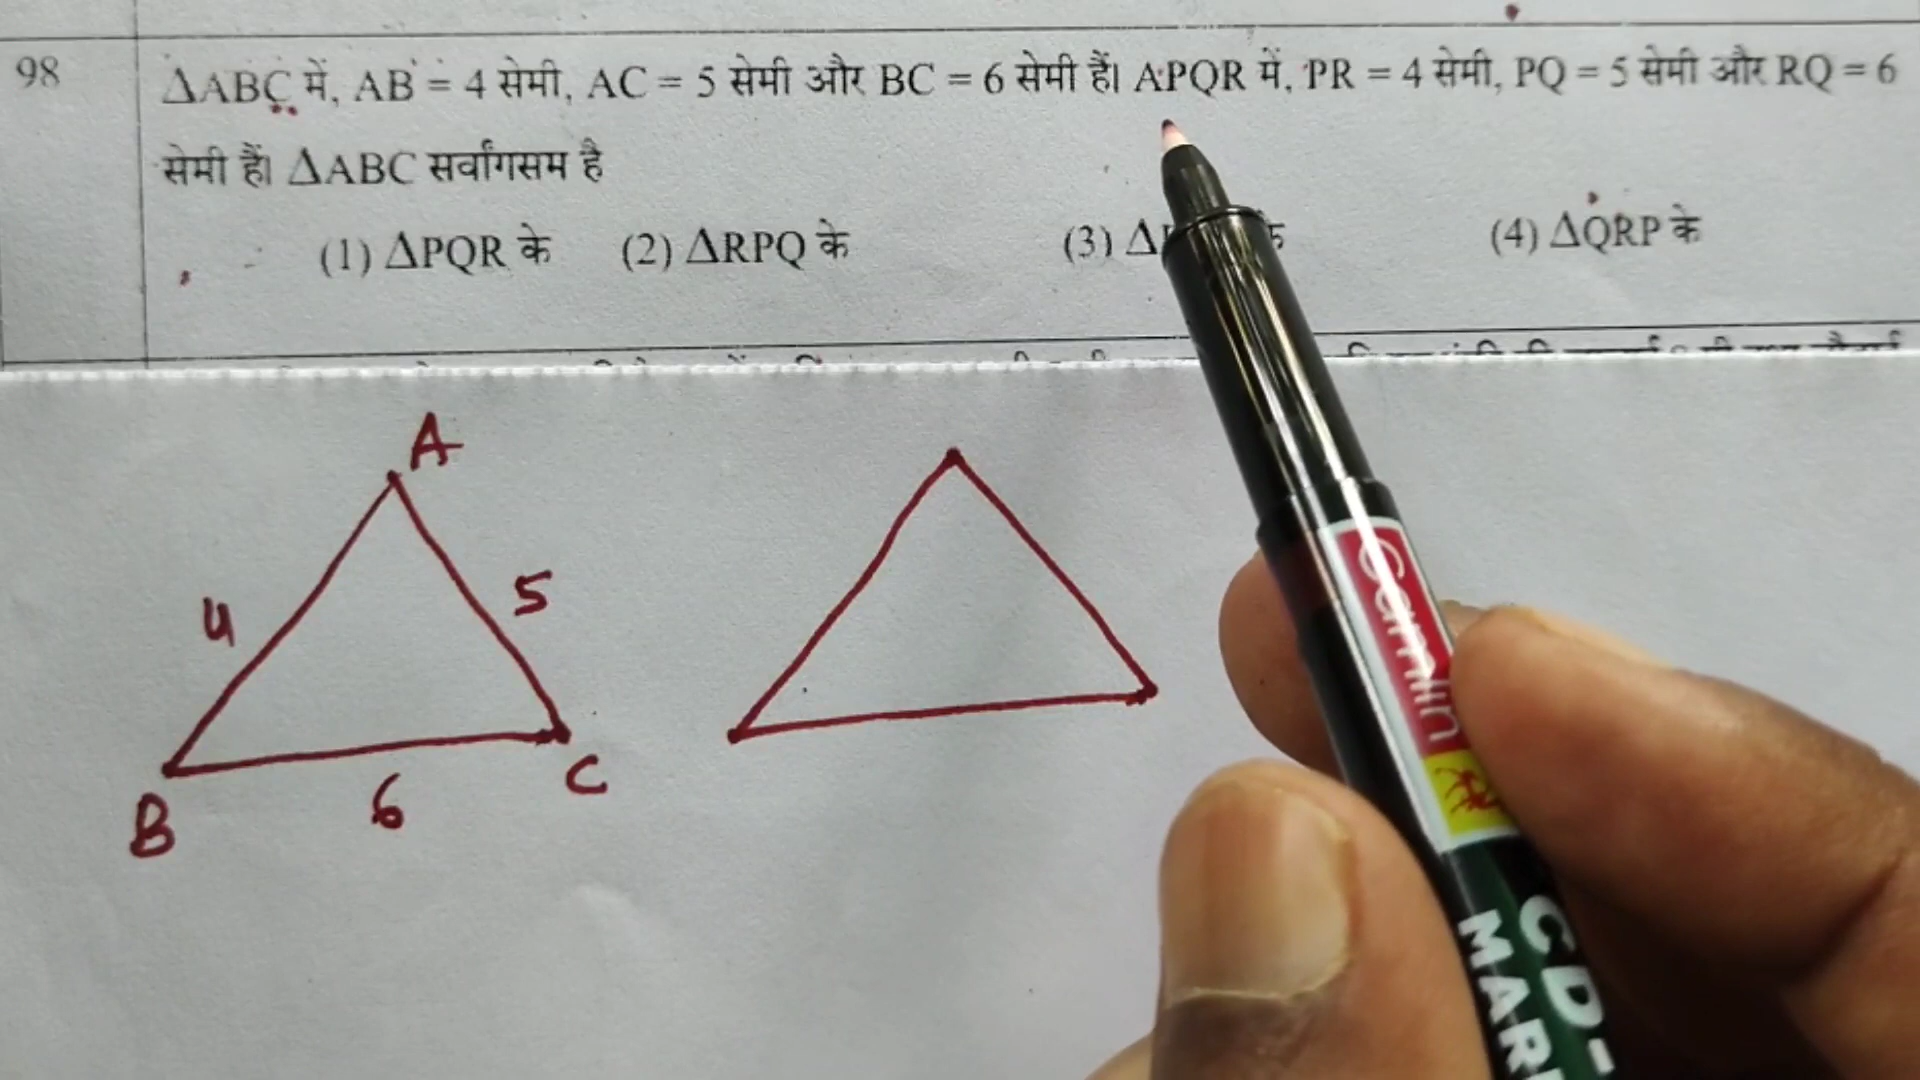 98
ΔABC में, AB = 4 सेमी, AC = 5 सेमी और BC = 6 सेमी हैं। APQR में, PR = 4 सेमी, PQ = 5 सेमी और RQ = 6
सेमी हैं। ΔABC सर्वांगसम है
(1) ΔPQR के (2) ΔRPQ के (3) Δ (4) ΔQRP के
A
4 5
B 6 C
Camlin
CD-
MAR